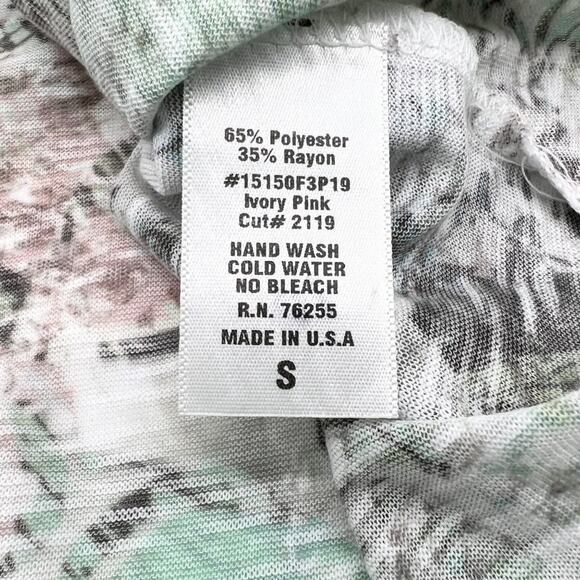 65% Polyester
35% Rayon
#15150F3P19
Ivory Pink
Cut# 2119
HAND WASH
COLD WATER
NO BLEACH
R.N. 76255
MADE IN U.S.A
S